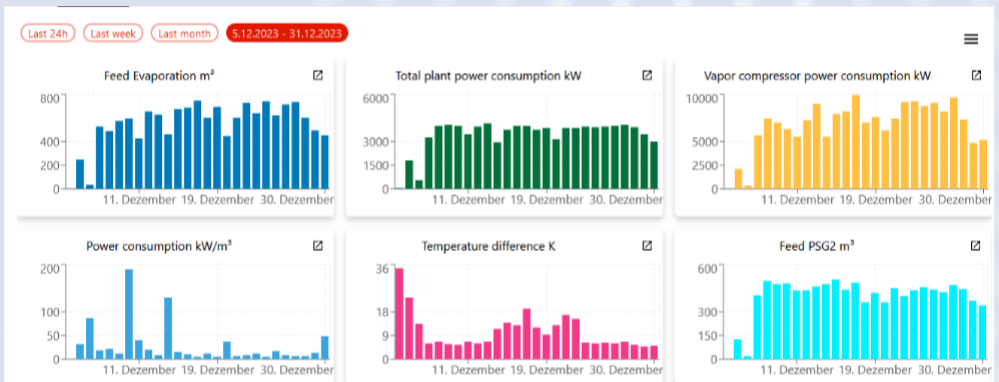 Last 24h Last week Last month 5.12.2023 - 31.12.2023
Feed Evaporation m³
800
400
200
0
11. Dezember 19. Dezember 30. Dezember
Total plant power consumption kW
6000
3000
1500
0
11. Dezember 19. Dezember 30. Dezember
Vapor compressor power consumption kW
10000
5000
2500
0
11. Dezember 19. Dezember 30. Dezember
Power consumption kW/m³
200
100
50
0
11. Dezember 19. Dezember 30. Dezember
Temperature difference K
36
18
9
0
11. Dezember 19. Dezember 30. Dezember
Feed PSG2 m³
600
300
150
0
11. Dezember 19. Dezember 30. Dezember